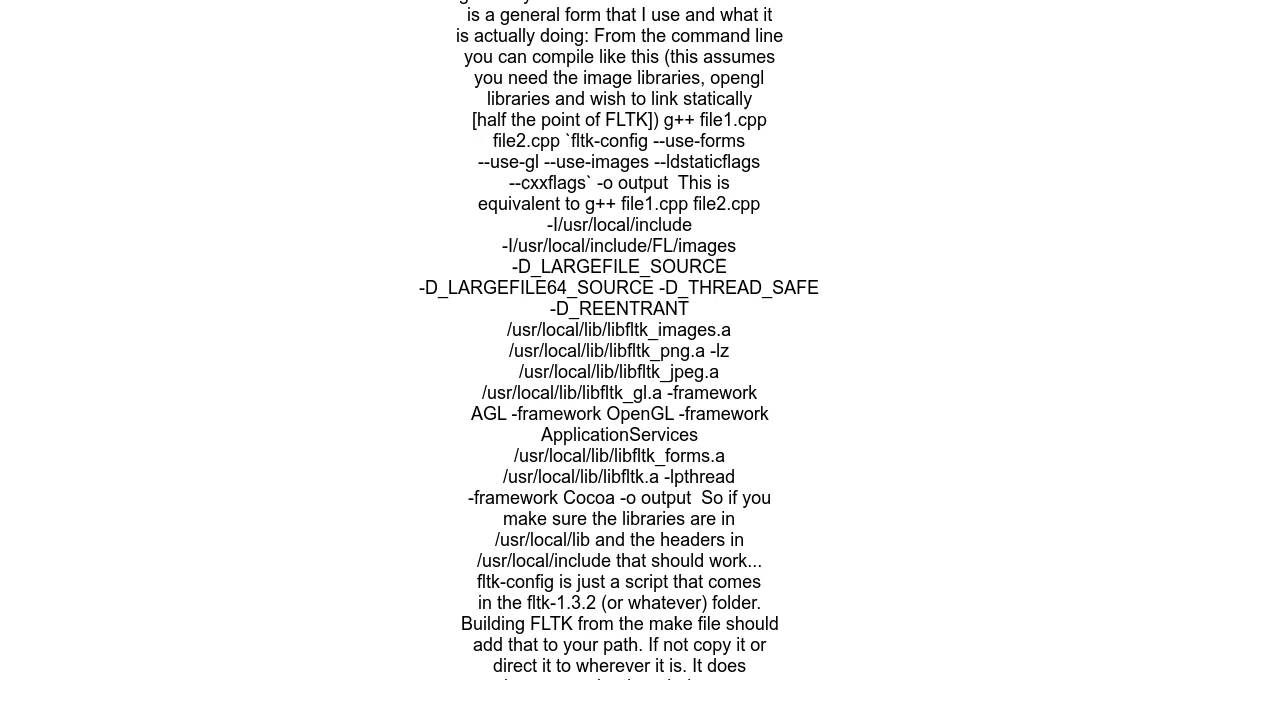 is a general form that I use and what it
is actually doing: From the command line
you can compile like this (this assumes
you need the image libraries, opengl
libraries and wish to link statically
[half the point of FLTK]) g++ file1.cpp
file2.cpp `fltk-config --use-forms
--use-gl --use-images --ldstaticflags
--cxxflags` -o output  This is
equivalent to g++ file1.cpp file2.cpp
-I/usr/local/include
-I/usr/local/include/FL/images
-D_LARGEFILE_SOURCE
-D_LARGEFILE64_SOURCE -D_THREAD_SAFE
-D_REENTRANT
/usr/local/lib/libfltk_images.a
/usr/local/lib/libfltk_png.a -lz
/usr/local/lib/libfltk_jpeg.a
/usr/local/lib/libfltk_gl.a -framework
AGL -framework OpenGL -framework
ApplicationServices
/usr/local/lib/libfltk_forms.a
/usr/local/lib/libfltk.a -lpthread
-framework Cocoa -o output  So if you
make sure the libraries are in
/usr/local/lib and the headers in
/usr/local/include that should work...
fltk-config is just a script that comes
in the fltk-1.3.2 (or whatever) folder.
Building FLTK from the make file should
add that to your path. If not copy it or
direct it to wherever it is. It does